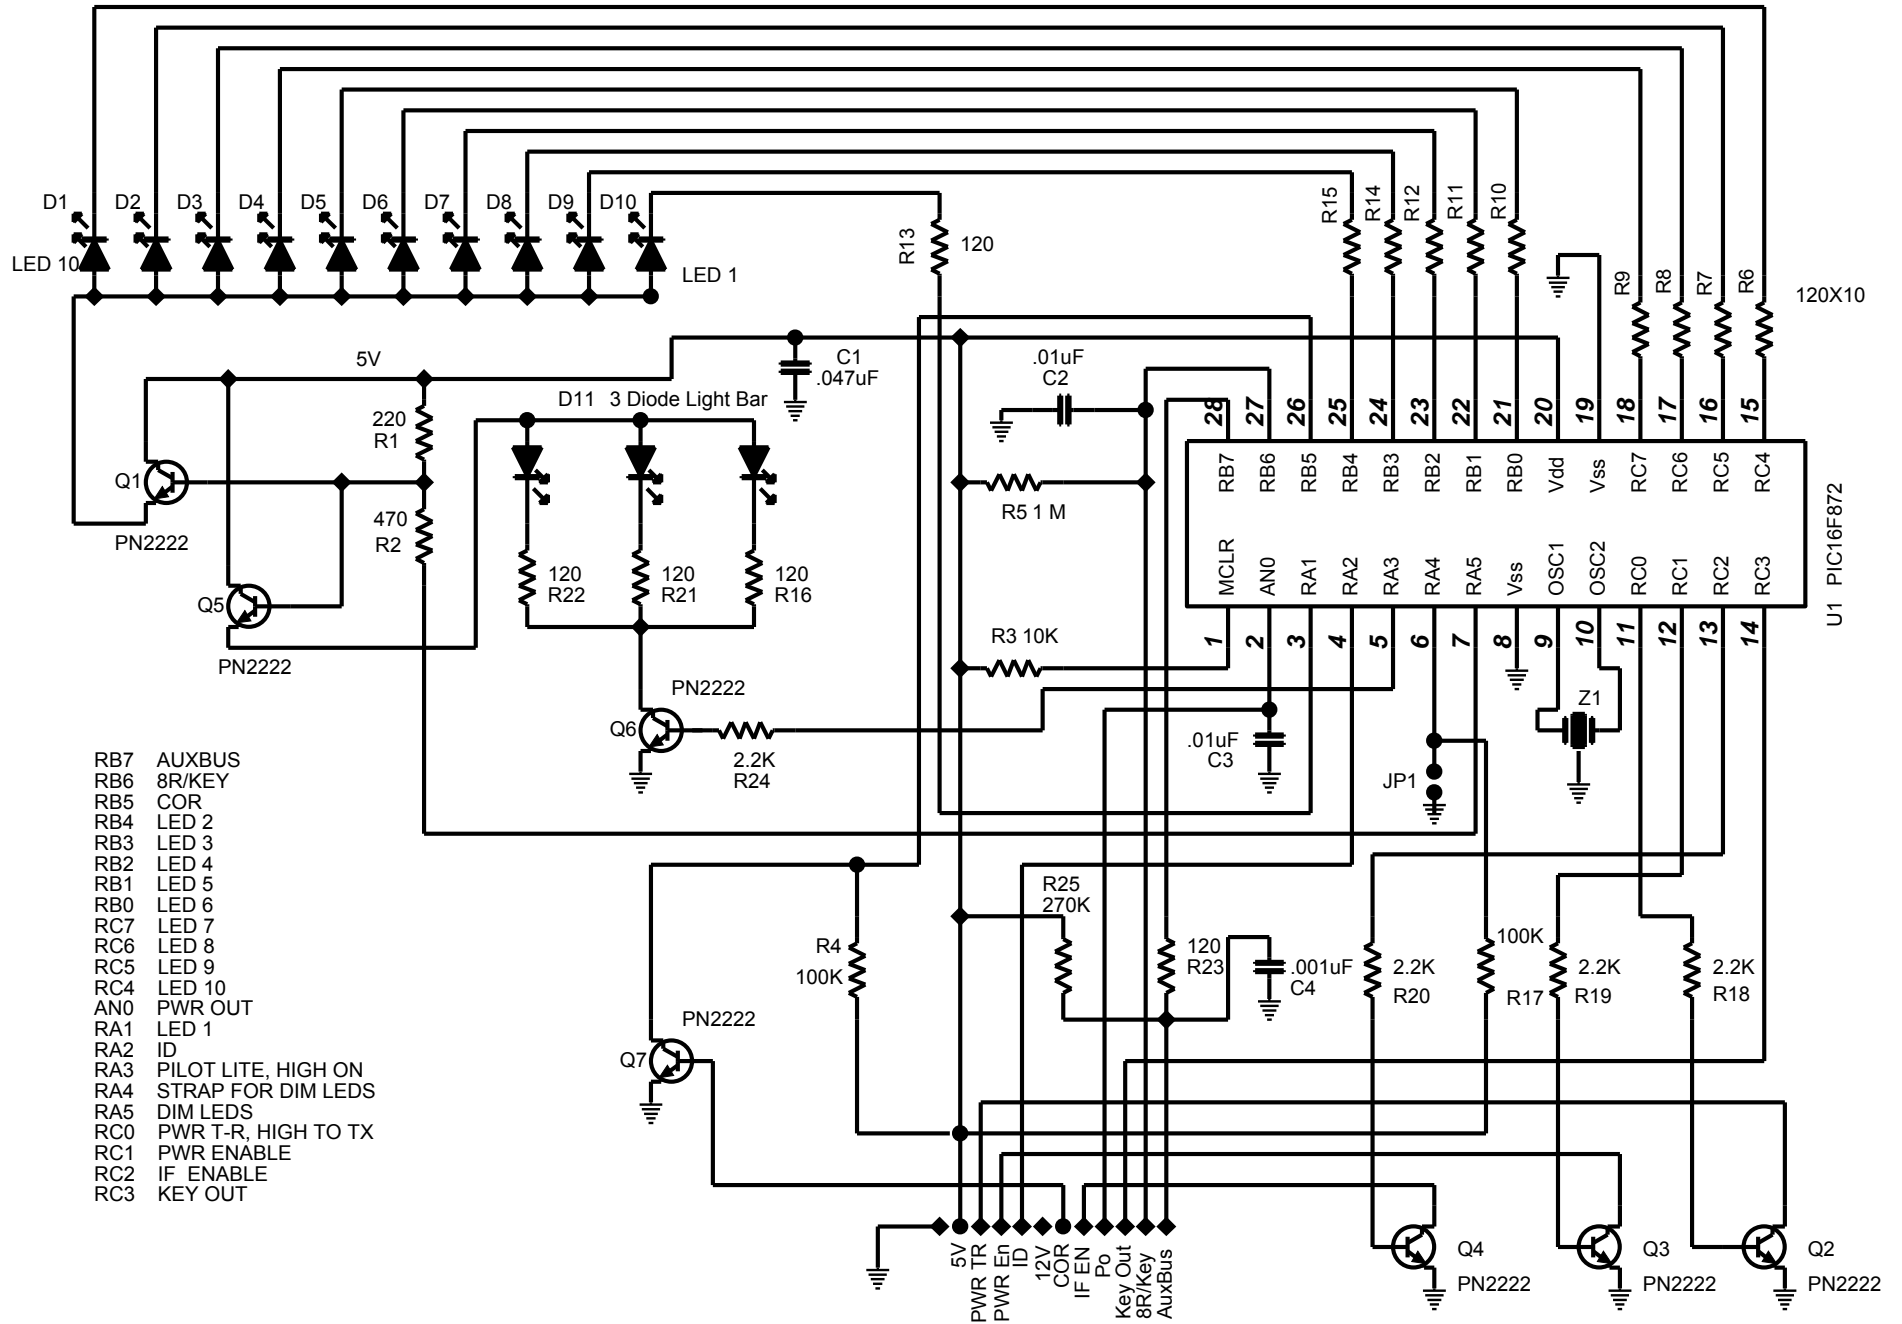 D1
D2
D3
D4
D5
D6
D7
D8
D9
D10
LED 10
LED 1
R13
120
R15
R14
R12
R11
R10
R9
R8
R7
R6
120X10
5V
C1
.047uF
.01uF
C2
D11 3 Diode Light Bar
220
R1
Q1
PN2222
470
R2
Q5
PN2222
120
R22
120
R21
120
R16
R5 1 M
R3 10K
28
27
26
25
24
23
22
21
20
19
18
17
16
15
RB7
RB6
RB5
RB4
RB3
RB2
RB1
RB0
Vdd
Vss
RC7
RC6
RC5
RC4
MCLR
AN0
RA1
RA2
RA3
RA4
RA5
Vss
OSC1
OSC2
RC0
RC1
RC2
RC3
1
2
3
4
5
6
7
8
9
10
11
12
13
14
U1 PIC16F872
PN2222
Q6
2.2K
R24
.01uF
C3
JP1
Z1
RB7 AUXBUS
RB6 8R/KEY
RB5 COR
RB4 LED 2
RB3 LED 3
RB2 LED 4
RB1 LED 5
RB0 LED 6
RC7 LED 7
RC6 LED 8
RC5 LED 9
RC4 LED 10
AN0 PWR OUT
RA1 LED 1
RA2 ID
RA3 PILOT LITE, HIGH ON
RA4 STRAP FOR DIM LEDS
RA5 DIM LEDS
RC0 PWR T-R, HIGH TO TX
RC1 PWR ENABLE
RC2 IF ENABLE
RC3 KEY OUT
R4
100K
R25
270K
120
R23
.001uF
C4
2.2K
R20
100K
R17
2.2K
R19
2.2K
R18
PN2222
Q7
5V
PWR TR
PWR En
ID
12V
COR
IF EN
Po
Key Out
8R/Key
AuxBus
Q4
PN2222
Q3
PN2222
Q2
PN2222